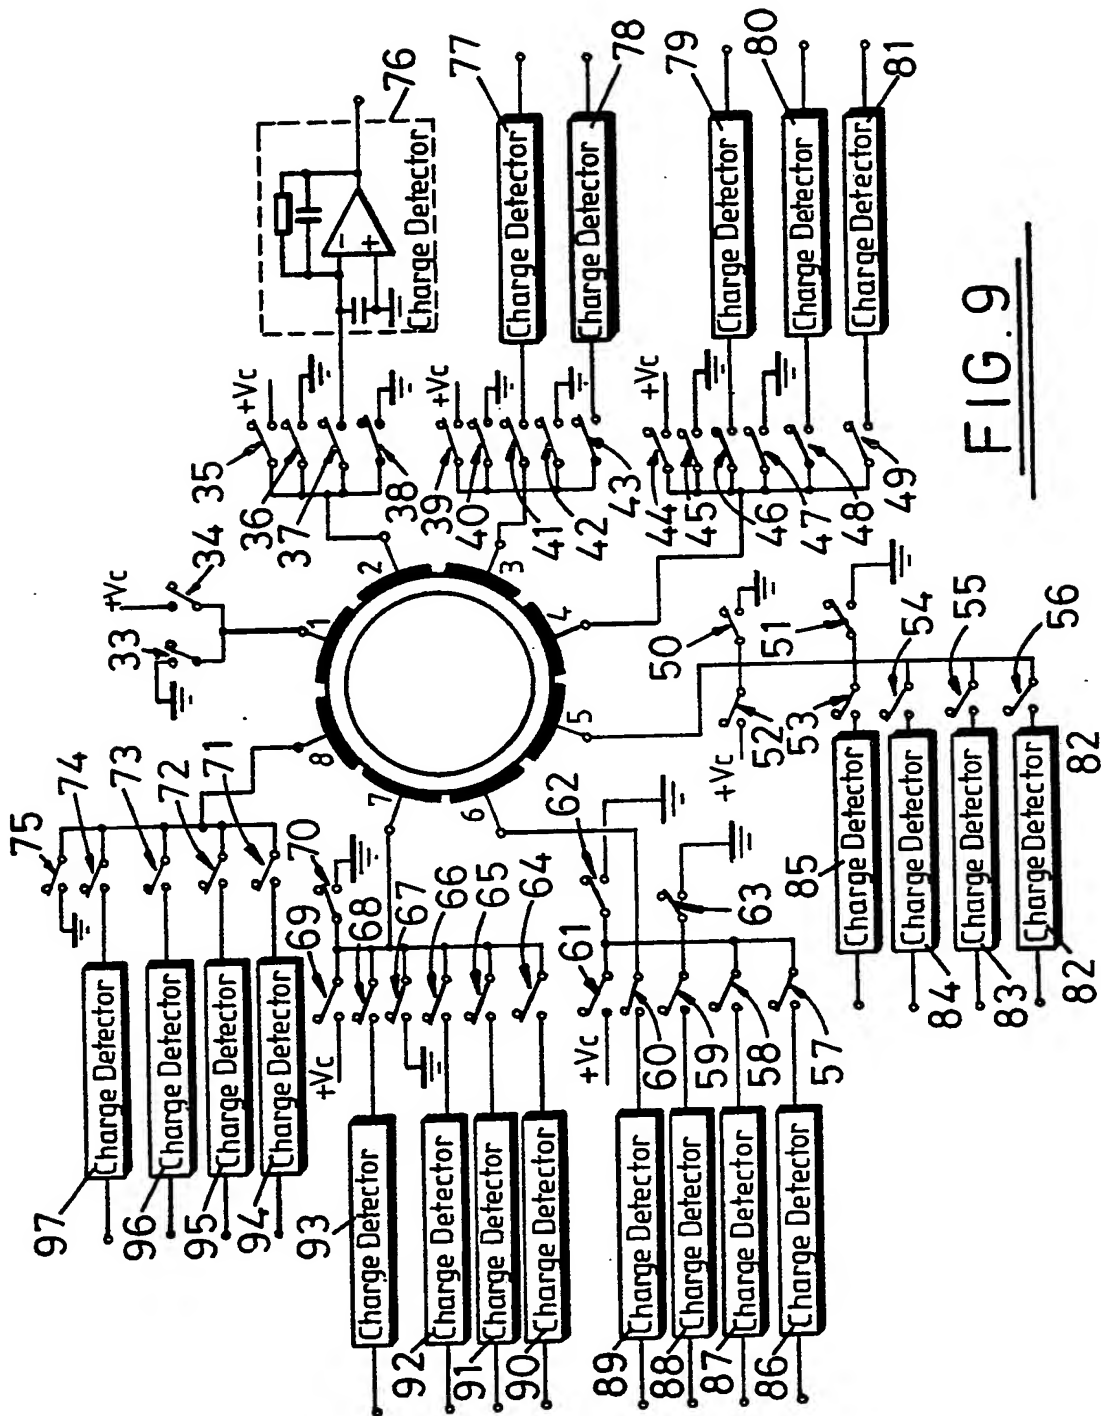 76
Charge Detector
77
Charge Detector
78
Charge Detector
79
Charge Detector
80
Charge Detector
81
Charge Detector
+Vc
35
36
37
38
+Vc
39
40
41
42
43
+Vc
44
45
46
47
48
49
+Vc
33
34
1
2
3
4
5
6
7
8
50
51
+Vc
52
53
54
55
56
82
85
Charge Detector
84
Charge Detector
83
Charge Detector
82
Charge Detector
75
74
73
72
71
97
Charge Detector
96
Charge Detector
95
Charge Detector
94
Charge Detector
70
69
68
67
66
65
64
+Vc
93
Charge Detector
92
Charge Detector
91
Charge Detector
90
Charge Detector
62
63
61
+Vc
60
59
58
57
89
Charge Detector
88
Charge Detector
87
Charge Detector
86
Charge Detector
FIG. 9